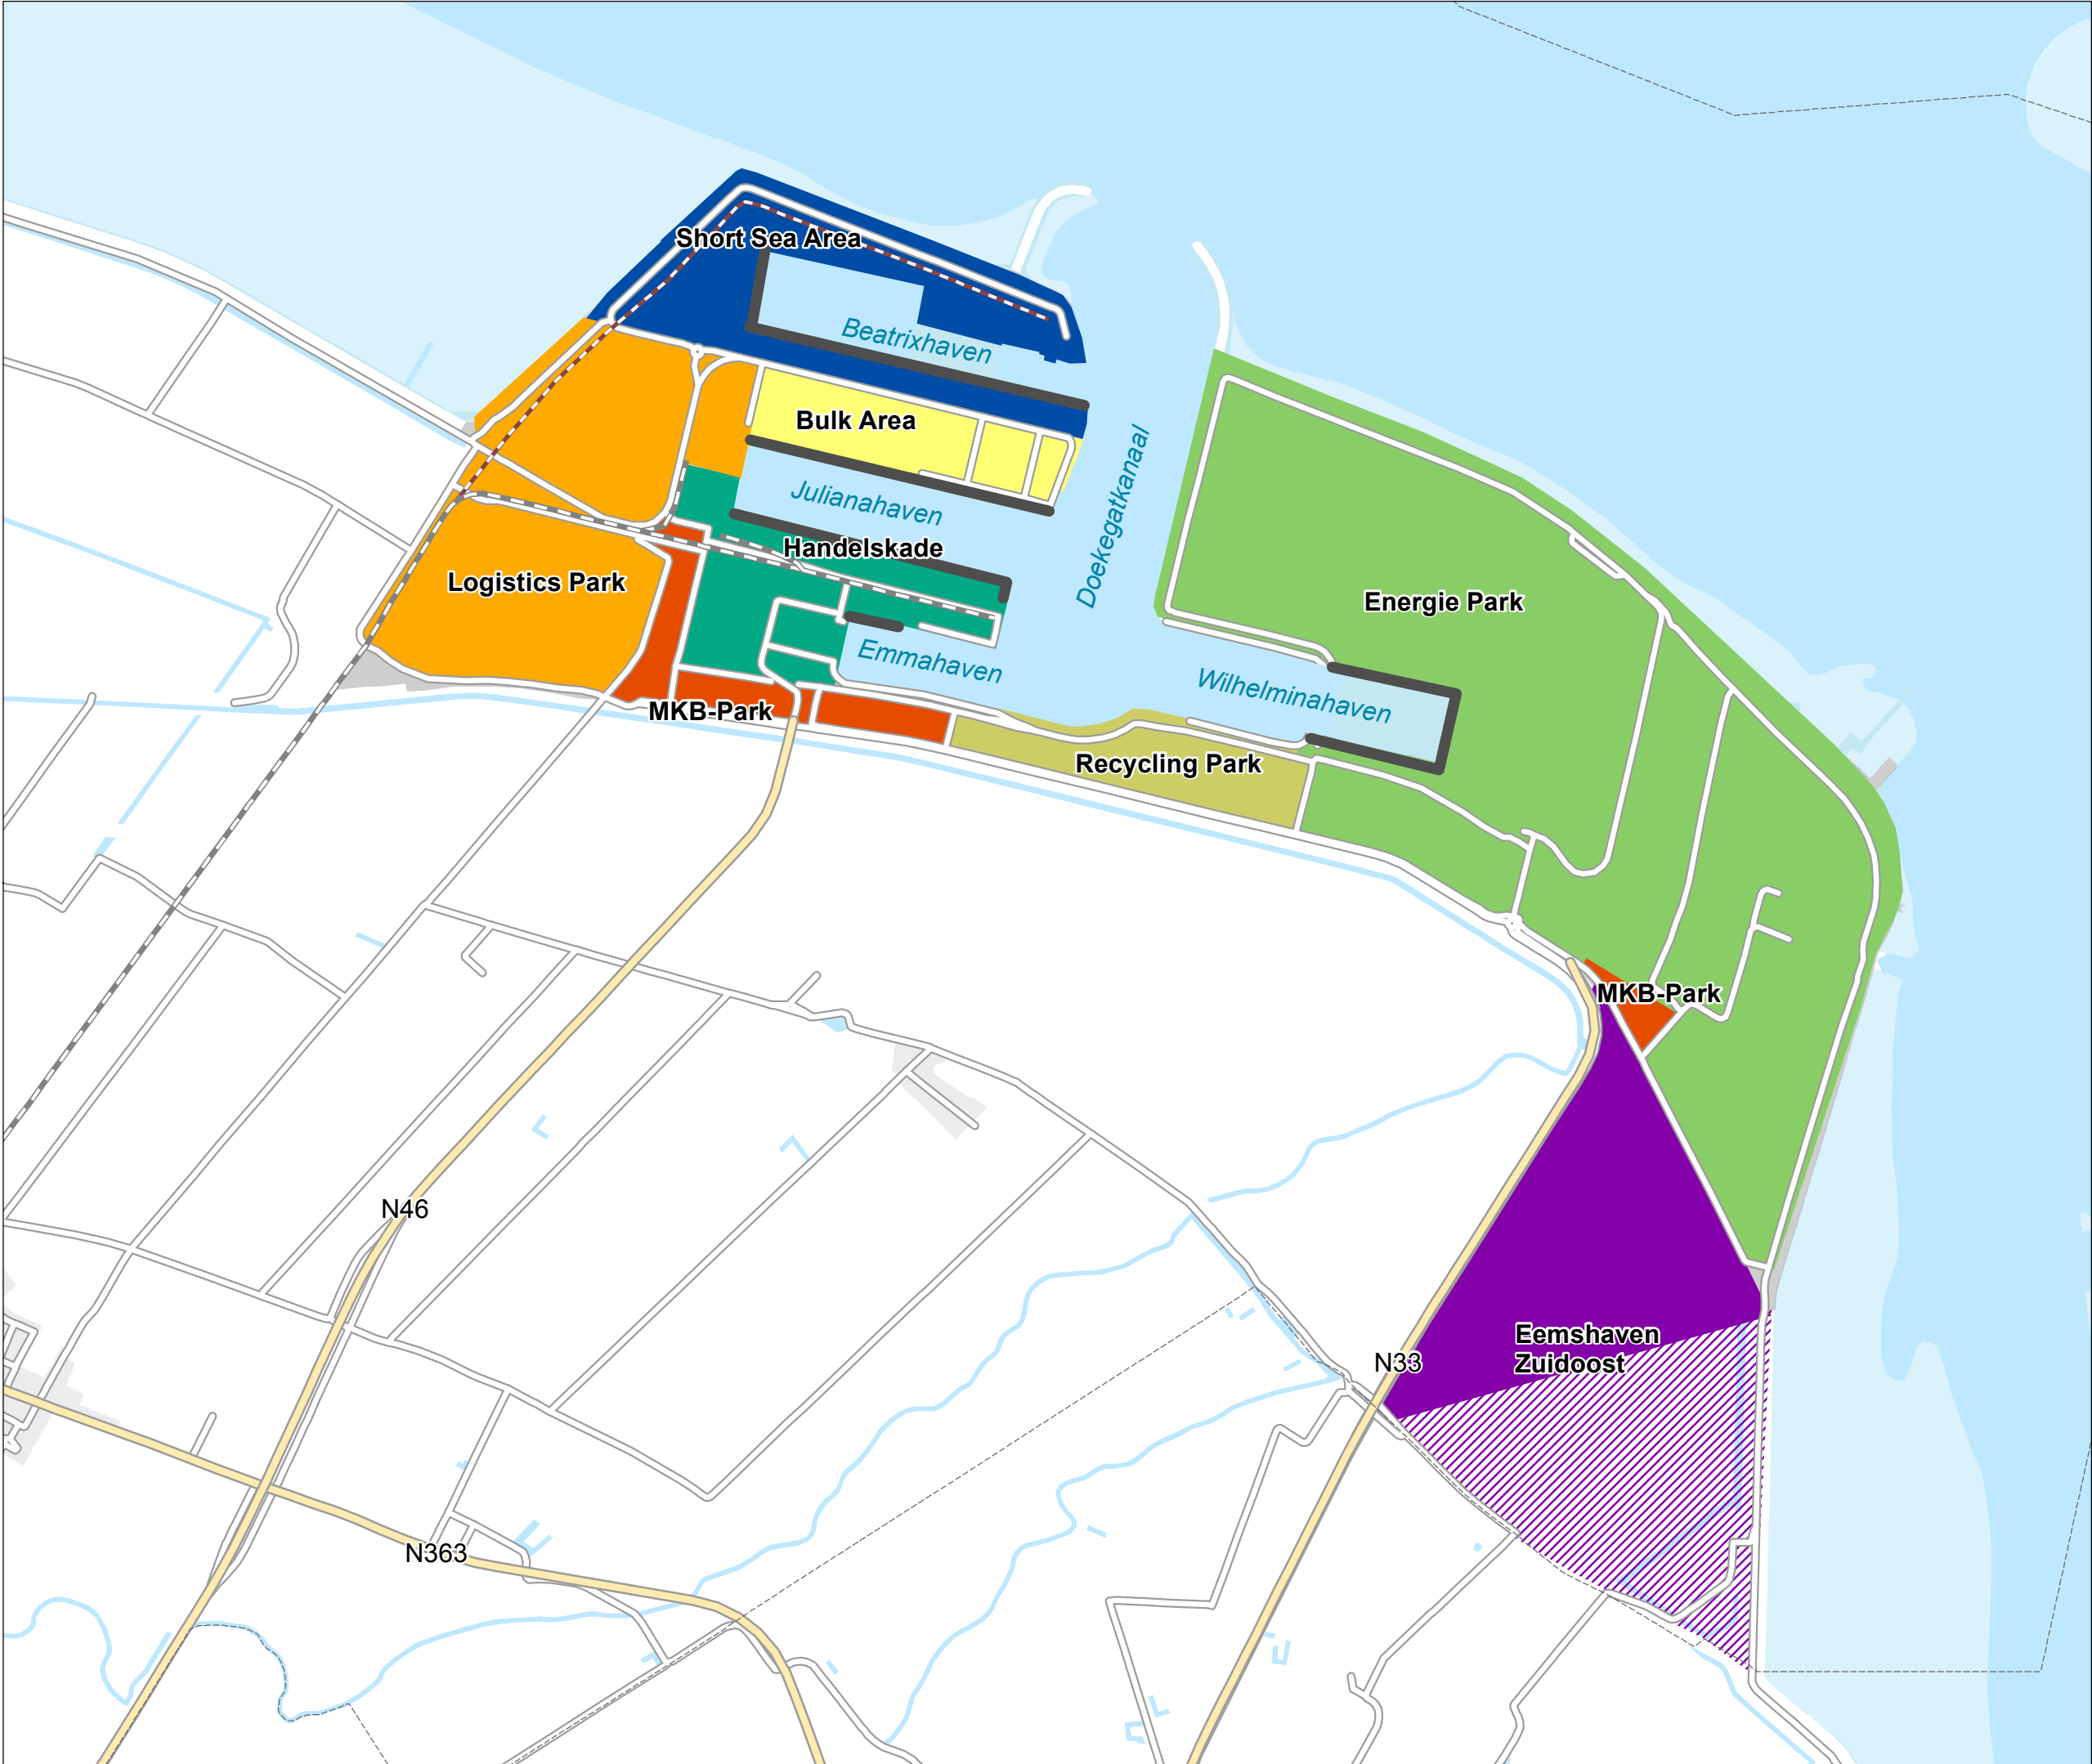 Short Sea Area
Beatrixhaven
Bulk Area
Doekegatkanaal
Julianahaven
Handelskade
Logistics Park
Energie Park
Emmahaven
Wilhelminahaven
MKB-Park
Recycling Park
MKB-Park
N46
Eemshaven
Zuidoost
N33
N363